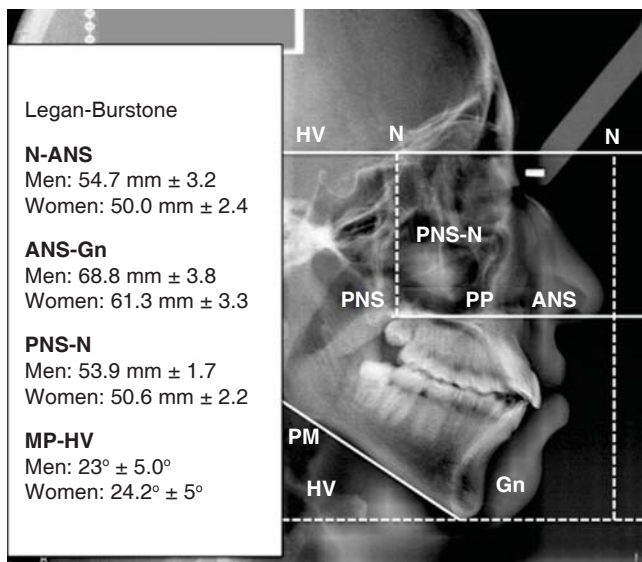 Legan-Burstone
N-ANS
Men: 54.7 mm ± 3.2
Women: 50.0 mm ± 2.4
ANS-Gn
Men: 68.8 mm ± 3.8
Women: 61.3 mm ± 3.3
PNS-N
Men: 53.9 mm ± 1.7
Women: 50.6 mm ± 2.2
MP-HV
Men: 23° ± 5.0°
Women: 24.2° ± 5°
HV N N
PNS-N
PNS PP ANS
PM
HV Gn